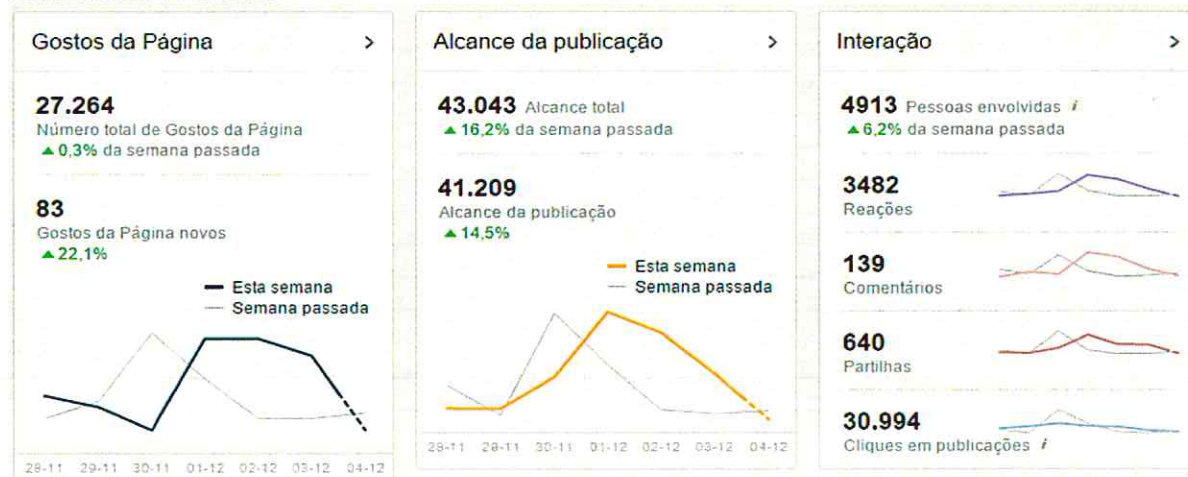 Gostos da Página >
27.264
Número total de Gostos da Página
▲ 0,3% da semana passada
83
Gostos da Página novos
▲ 22,1%
Esta semana
Semana passada
28-11 29-11 30-11 01-12 02-12 03-12 04-12
Alcance da publicação >
43.043 Alcance total
▲ 16,2% da semana passada
41.209
Alcance da publicação
▲ 14,5%
Esta semana
Semana passada
28-11 29-11 30-11 01-12 02-12 03-12 04-12
Interação >
4913 Pessoas envolvidas i
▲ 6,2% da semana passada
3482
Reações
139
Comentários
640
Partilhas
30.994
Cliques em publicações i